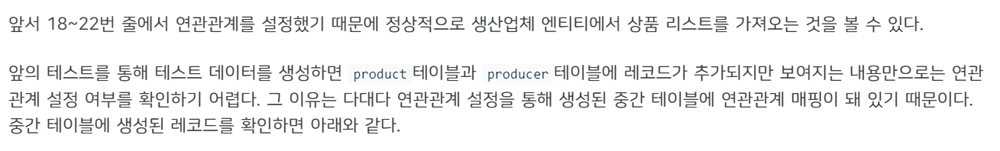 앞서 18~22번 줄에서 연관관계를 설정했기 때문에 정상적으로 생산업체 엔티티에서 상품 리스트를 가져오는 것을 볼 수 있다.
앞의 테스트를 통해 테스트 데이터를 생성하면 product 테이블과 producer 테이블에 레코드가 추가되지만 보여지는 내용만으로는 연관
관계 설정 여부를 확인하기 어렵다. 그 이유는 다대다 연관관계 설정을 통해 생성된 중간 테이블에 연관관계 매핑이 돼 있기 때문이다.
중간 테이블에 생성된 레코드를 확인하면 아래와 같다.